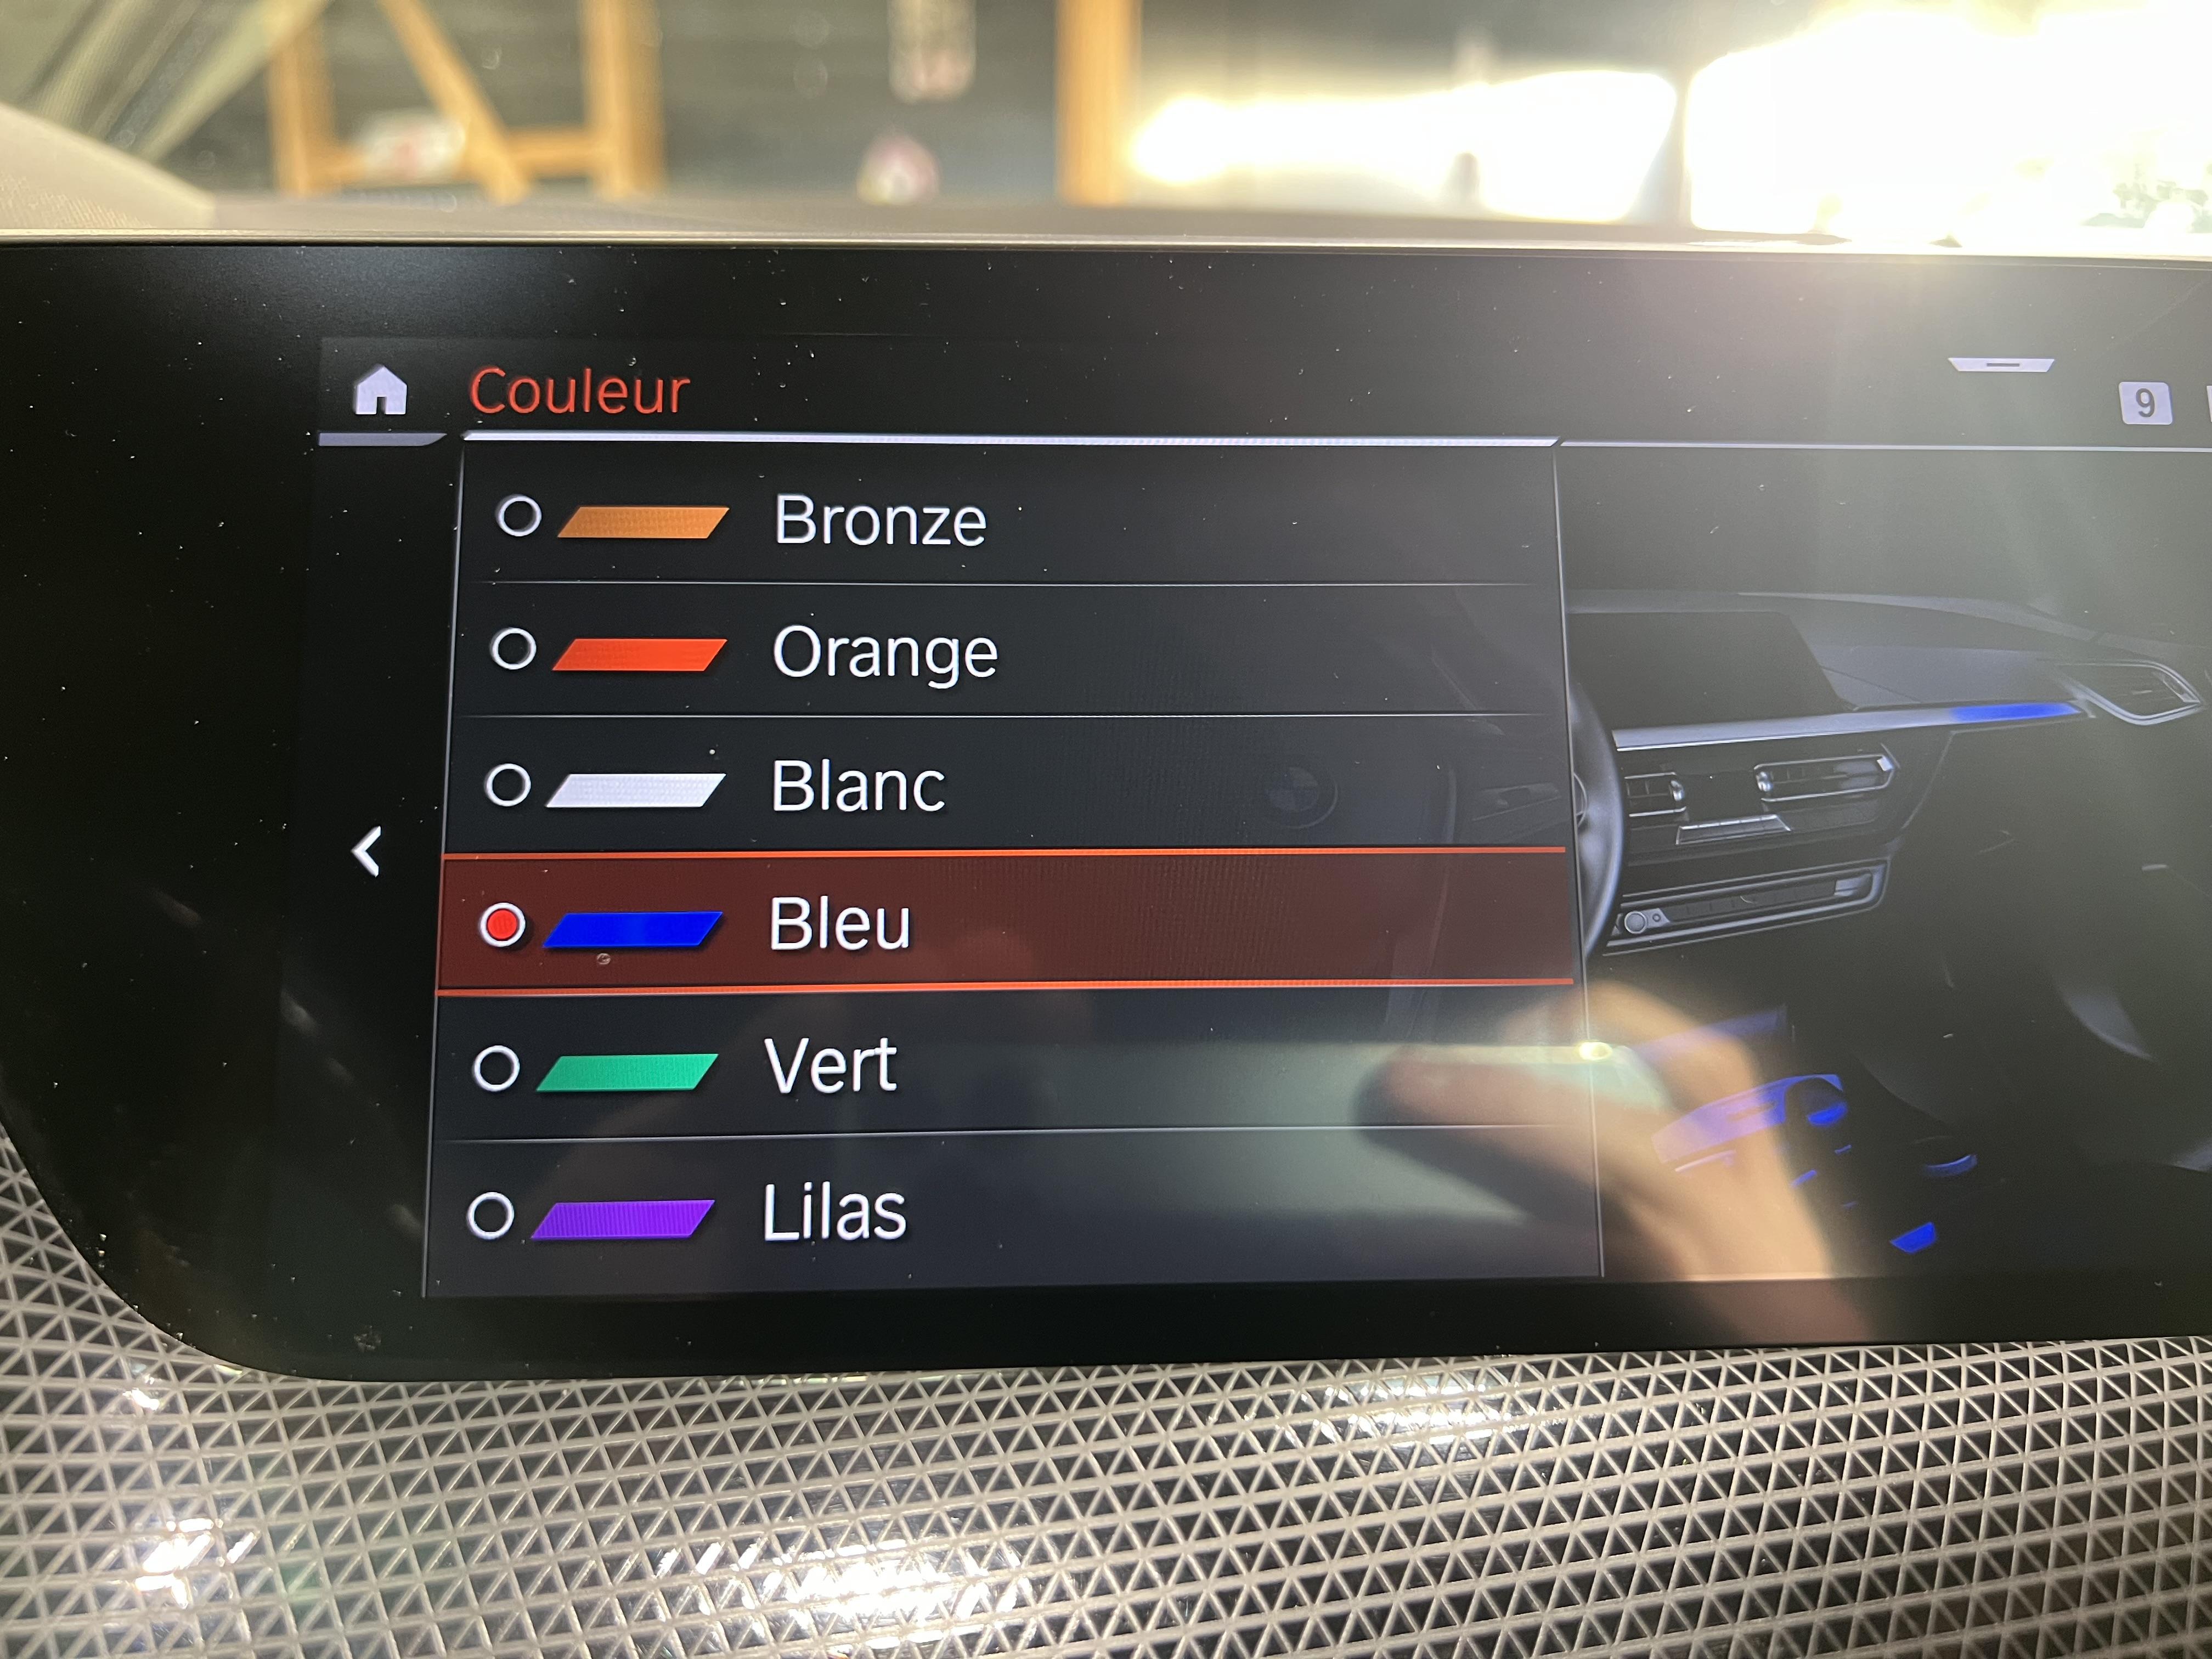 Couleur
9
Bronze
Orange
Blanc
Bleu
Vert
Lilas